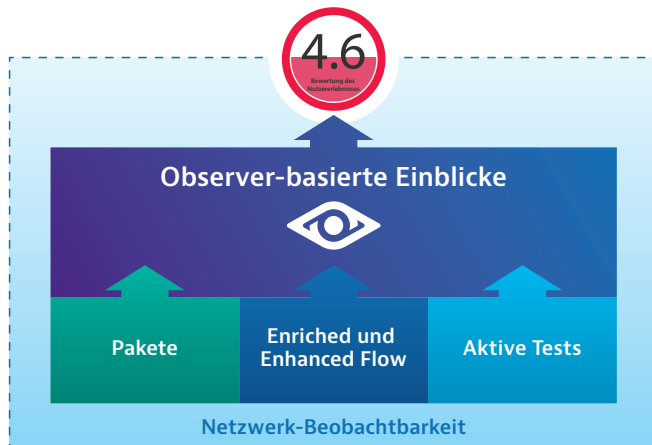 4.6
Bewertung des
Nutzererlebnisses
Observer-basierte Einblicke
Pakete
Enriched und
Enhanced Flow
Aktive Tests
Netzwerk-Beobachtbarkeit